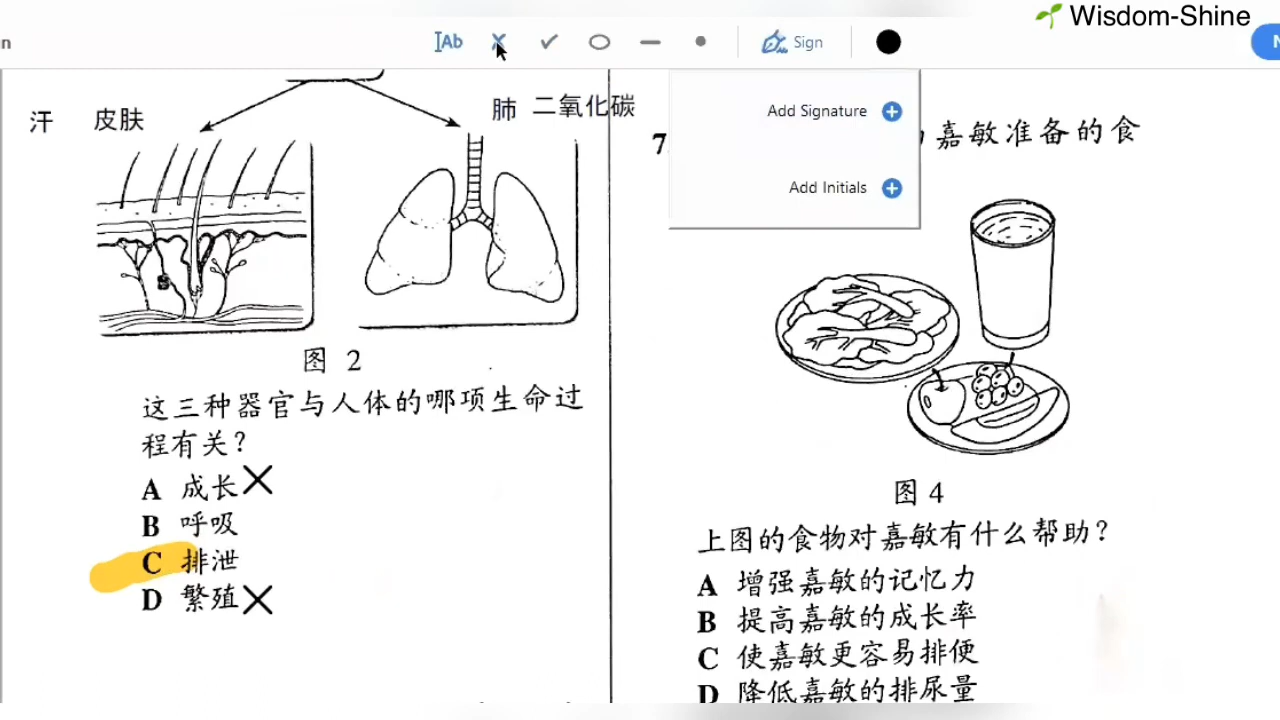 Wisdom-Shine
n
Ab
Sign
N
Add Signature
Add Initials
汗 皮肤
肺 二氧化碳
图 2
这三种器官与人体的哪项生命过
程有关?
A 成长
B 呼吸
C 排泄
D 繁殖
7
嘉敏准备的食
图 4
上图的食物对嘉敏有什么帮助?
A 增强嘉敏的记忆力
B 提高嘉敏的成长率
C 使嘉敏更容易排便
D 降低嘉敏的排尿量